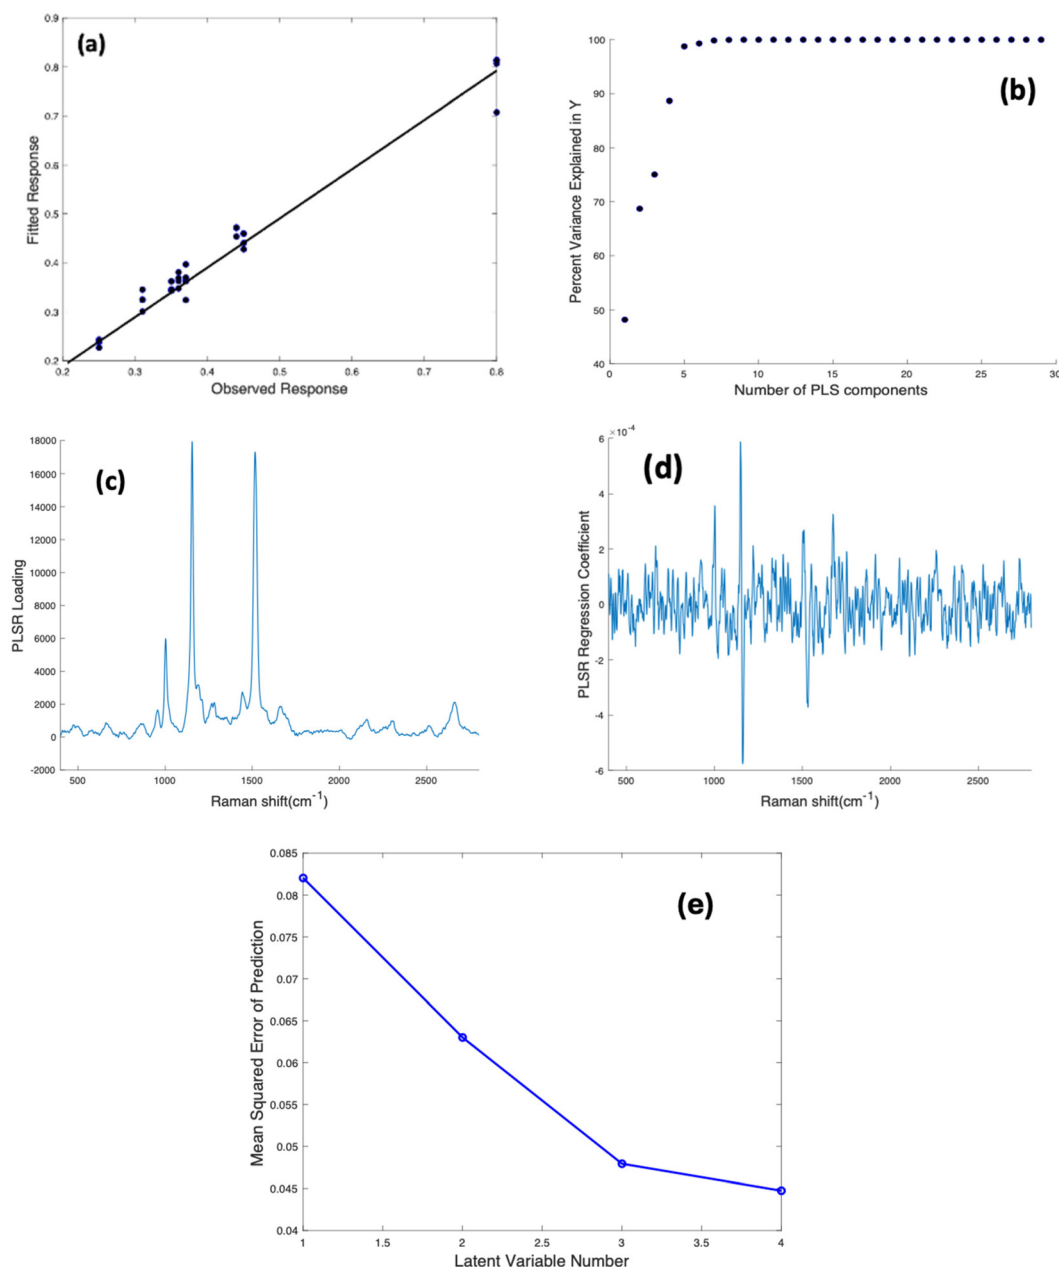 (a)
0.9
0.8
0.7
0.6
0.5
0.4
0.3
0.2
0.2 0.3 0.4 0.5 0.6 0.7 0.8
Fitted Response
Observed Response
(b)
100
90
80
70
60
50
40
0 5 10 15 20 25 30
Percent Variance Explained in Y
Number of PLS components
(c)
18000
16000
14000
12000
10000
8000
6000
4000
2000
0
-2000
500 1000 1500 2000 2500
PLSR Loading
Raman shift(cm⁻¹)
(d)
×10⁻⁴
6
4
2
0
-2
-4
-6
500 1000 1500 2000 2500
PLSR Regression Coefficient
Raman shift(cm⁻¹)
(e)
0.085
0.08
0.075
0.07
0.065
0.06
0.055
0.05
0.045
0.04
1 1.5 2 2.5 3 3.5 4
Mean Squared Error of Prediction
Latent Variable Number